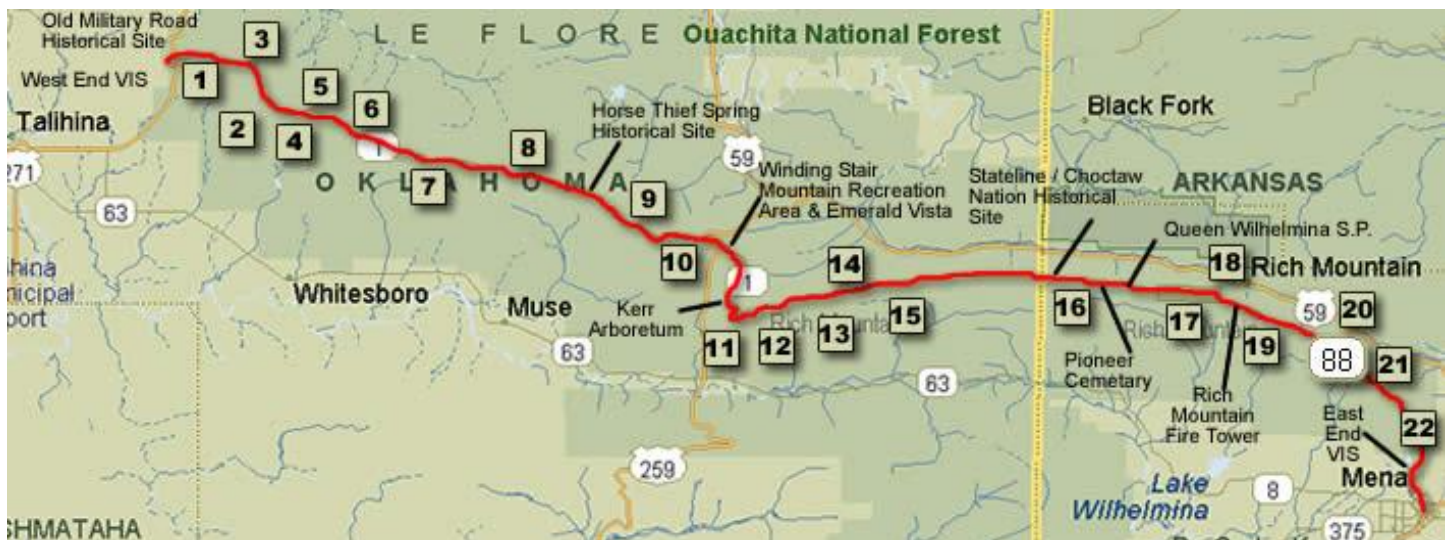 Old Military Road
Historical Site
3
L E F L O R E
Ouachita National Forest
West End VIS
1
Talihina
2
4
5
6
1
271
63
O K L A H O M A
7
8
Horse Thief Spring
Historical Site
9
59
Winding Stair
Mountain Recreation
Area & Emerald Vista
Black Fork
Stateline / Choctaw
Nation Historical
Site
ARKANSAS
Queen Wilhelmina S.P.
18
Rich Mountain
10
1
14
Whitesboro
Muse
Kerr
Arboretum
63
11
12
13
15
16
17
19
59
20
88
21
63
Pioneer
Cemetary
Rich
Mountain
Fire Tower
East
End
VIS
22
Mena
259
Lake
Wilhelmina
8
375